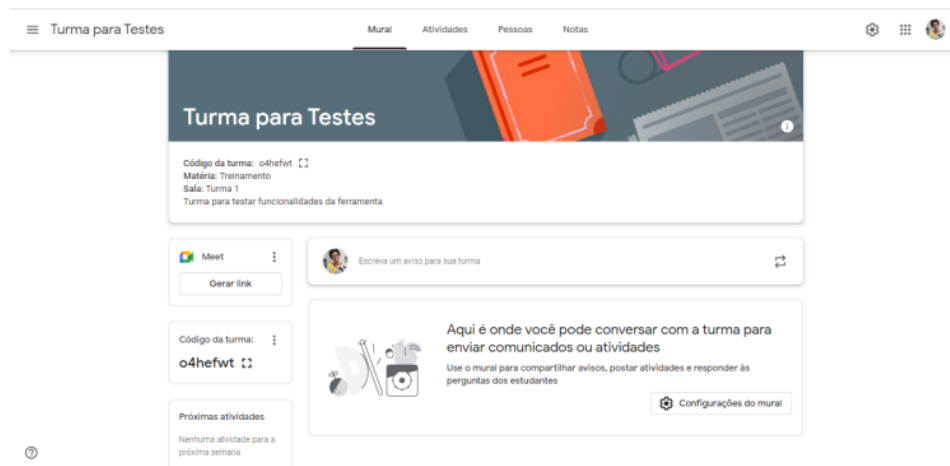 Turma para Testes
Mural
Atividades
Pessoas
Notas
Turma para Testes
Código da turma: o4hefwt
Matéria: Treinamento
Sala: Turma 1
Turma para testar funcionalidades da ferramenta
Meet
Gerar link
Escreva um aviso para sua turma
Código da turma:
o4hefwt
Aqui é onde você pode conversar com a turma para
enviar comunicados ou atividades
Use o mural para compartilhar avisos, postar atividades e responder às
perguntas dos estudantes
Configurações do mural
Próximas atividades
Nenhuma atividade para a
próxima semana